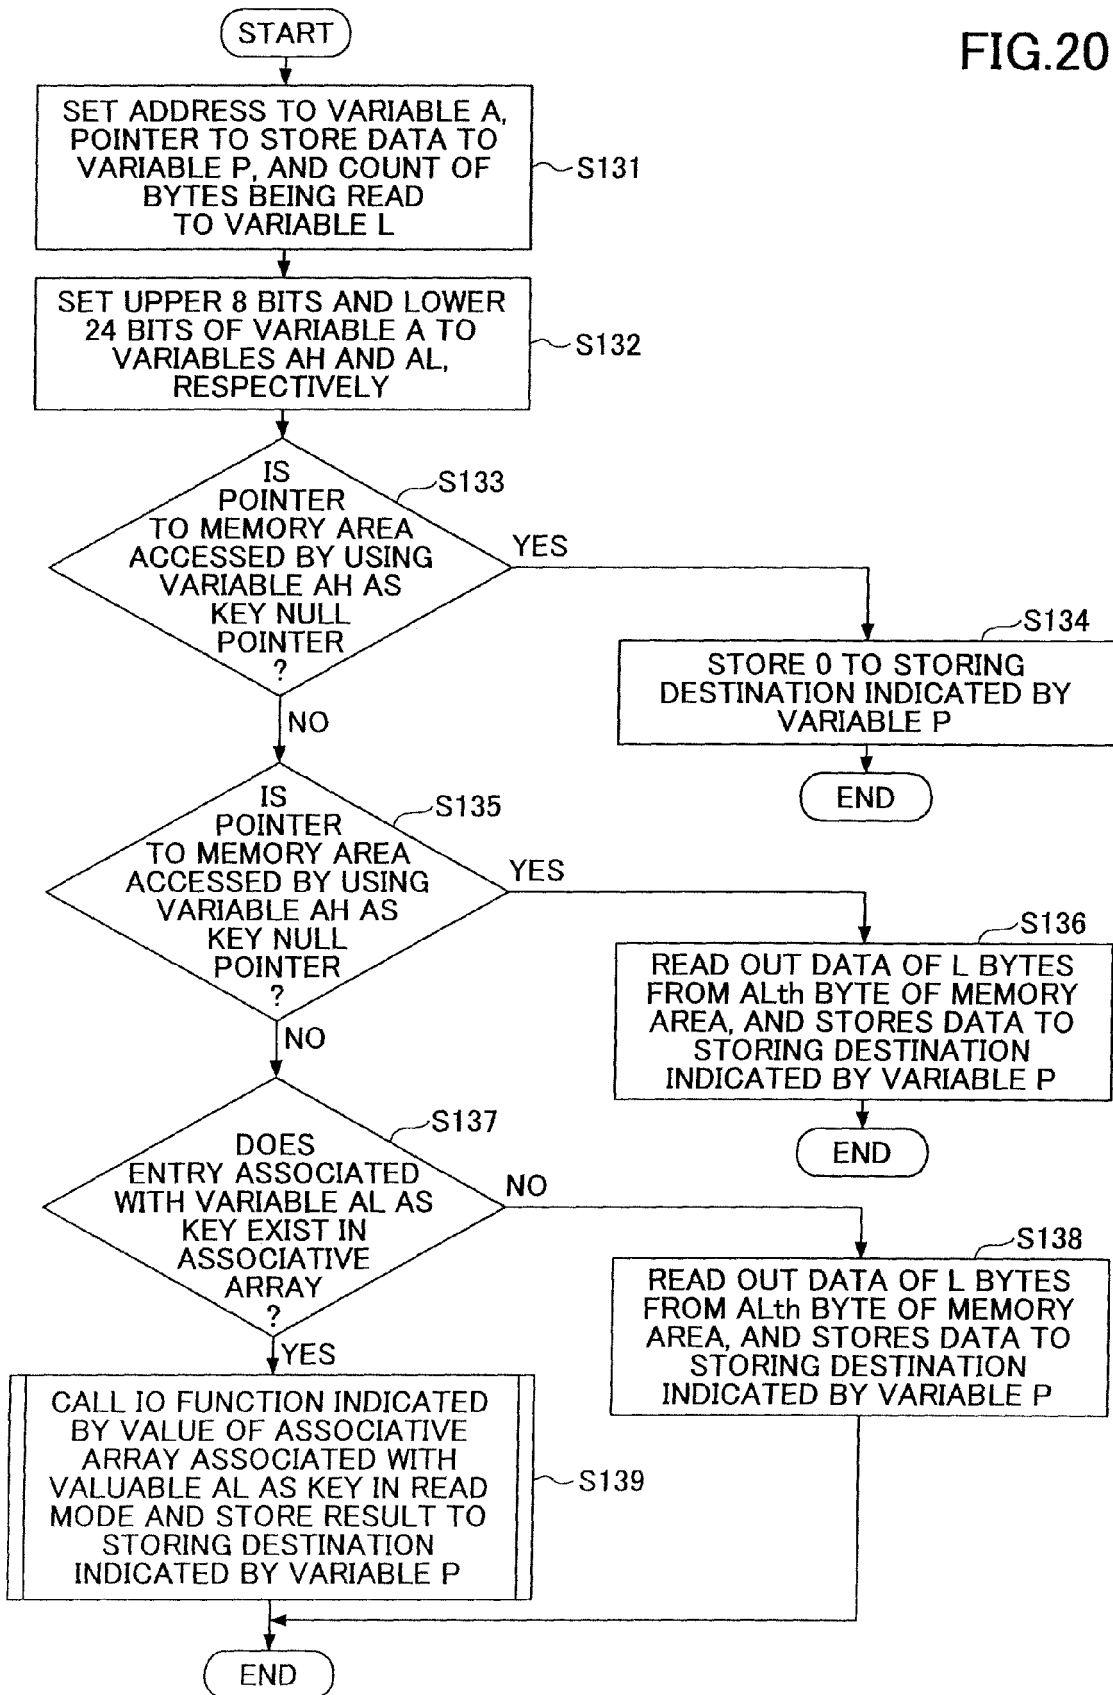 FIG.20
START
SET ADDRESS TO VARIABLE A,
POINTER TO STORE DATA TO
VARIABLE P, AND COUNT OF
BYTES BEING READ
TO VARIABLE L
S131
SET UPPER 8 BITS AND LOWER
24 BITS OF VARIABLE A TO
VARIABLES AH AND AL,
RESPECTIVELY
S132
IS
POINTER
TO MEMORY AREA
ACCESSED BY USING
VARIABLE AH AS
KEY NULL
POINTER
?
S133
YES
NO
S134
STORE 0 TO STORING
DESTINATION INDICATED BY
VARIABLE P
END
IS
POINTER
TO MEMORY AREA
ACCESSED BY USING
VARIABLE AH AS
KEY NULL
POINTER
?
S135
YES
NO
S136
READ OUT DATA OF L BYTES
FROM ALth BYTE OF MEMORY
AREA, AND STORES DATA TO
STORING DESTINATION
INDICATED BY VARIABLE P
END
DOES
ENTRY ASSOCIATED
WITH VARIABLE AL AS
KEY EXIST IN
ASSOCIATIVE
ARRAY
?
S137
NO
YES
S138
READ OUT DATA OF L BYTES
FROM ALth BYTE OF MEMORY
AREA, AND STORES DATA TO
STORING DESTINATION
INDICATED BY VARIABLE P
CALL IO FUNCTION INDICATED
BY VALUE OF ASSOCIATIVE
ARRAY ASSOCIATED WITH
VALUABLE AL AS KEY IN READ
MODE AND STORE RESULT TO
STORING DESTINATION
INDICATED BY VARIABLE P
S139
END